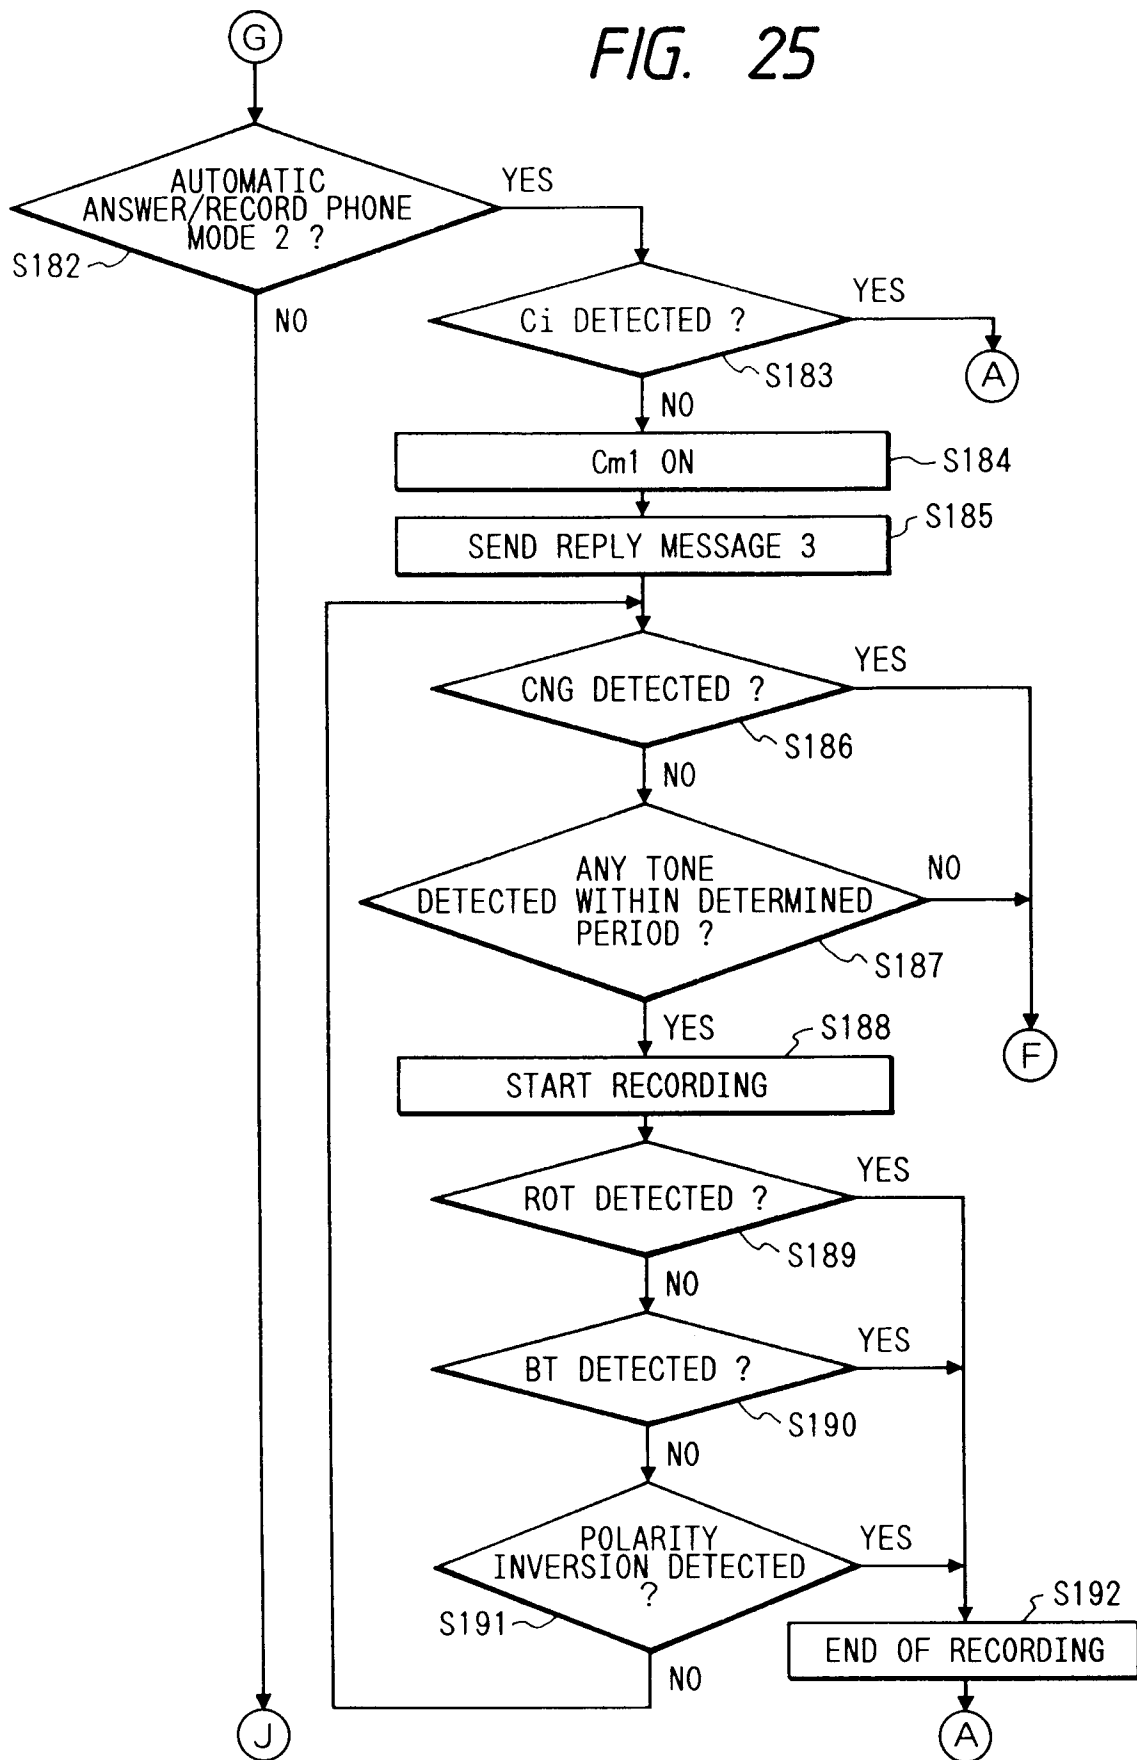 G
FIG. 25
AUTOMATIC
ANSWER/RECORD PHONE
MODE 2 ?
YES
S182
NO
Ci DETECTED ?
YES
S183
A
NO
Cm1 ON
S184
SEND REPLY MESSAGE 3
S185
CNG DETECTED ?
YES
S186
NO
ANY TONE
DETECTED WITHIN DETERMINED
PERIOD ?
NO
S187
YES
F
START RECORDING
S188
ROT DETECTED ?
YES
S189
NO
BT DETECTED ?
YES
S190
NO
POLARITY
INVERSION DETECTED
?
YES
S191
NO
S192
END OF RECORDING
J
A